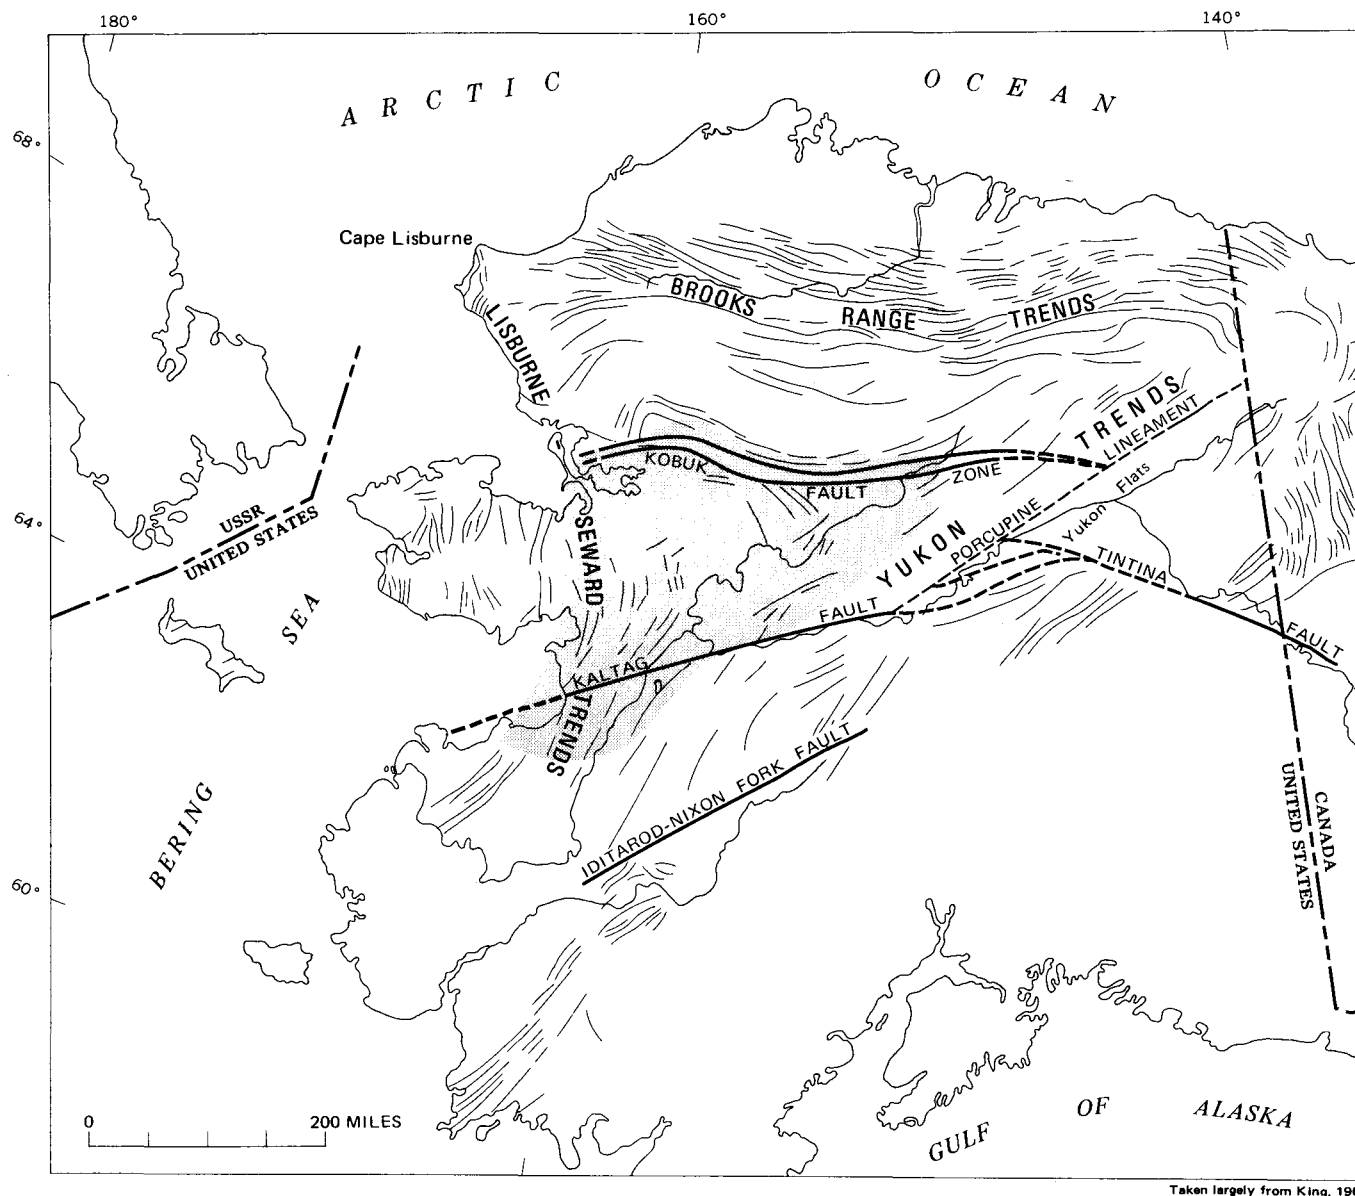 180°
160°
140°
ARCTIC OCEAN
68°
Cape Lisburne
BROOKS RANGE TRENDS
LISBURNE
YUKON TRENDS
PORCUPINE LINEAMENT
KOBUK FAULT ZONE
Flats
Yukon
64°
USSR
UNITED STATES
SEWARD
TINTINA FAULT
BERING SEA
KALTAG FAULT
TRENDS
IDITAROD-NIXON FORK FAULT
CANADA
UNITED STATES
60°
0 200 MILES
GULF OF ALASKA
Taken largely from King, 19